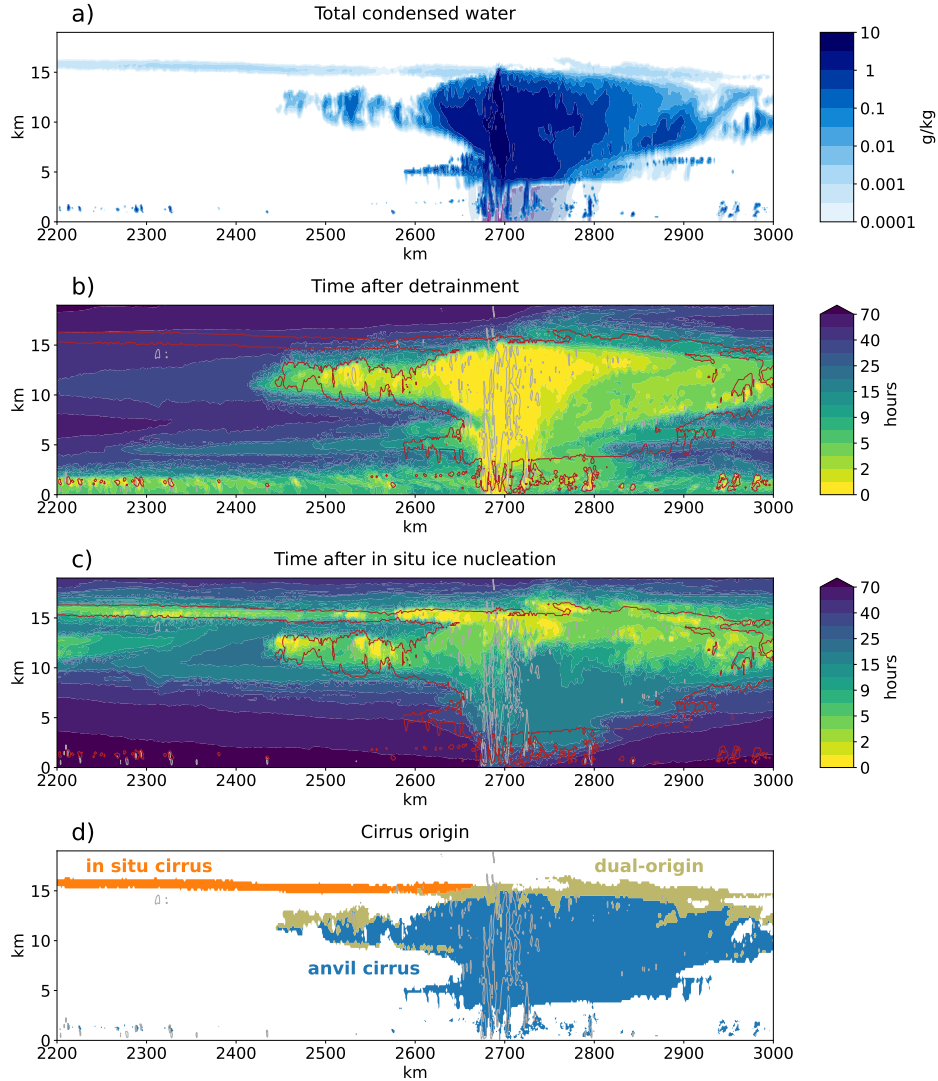 a)
Total condensed water
15
10
5
0
km
2200 2300 2400 2500 2600 2700 2800 2900 3000
km
10
1
0.1
0.01
0.001
0.0001
g/kg
b)
Time after detrainment
15
10
5
0
km
2200 2300 2400 2500 2600 2700 2800 2900 3000
km
70
40
25
15
9
5
2
0
hours
c)
Time after in situ ice nucleation
15
10
5
0
km
2200 2300 2400 2500 2600 2700 2800 2900 3000
km
70
40
25
15
9
5
2
0
hours
d)
Cirrus origin
in situ cirrus
dual-origin
anvil cirrus
15
10
5
0
km
2200 2300 2400 2500 2600 2700 2800 2900 3000
km